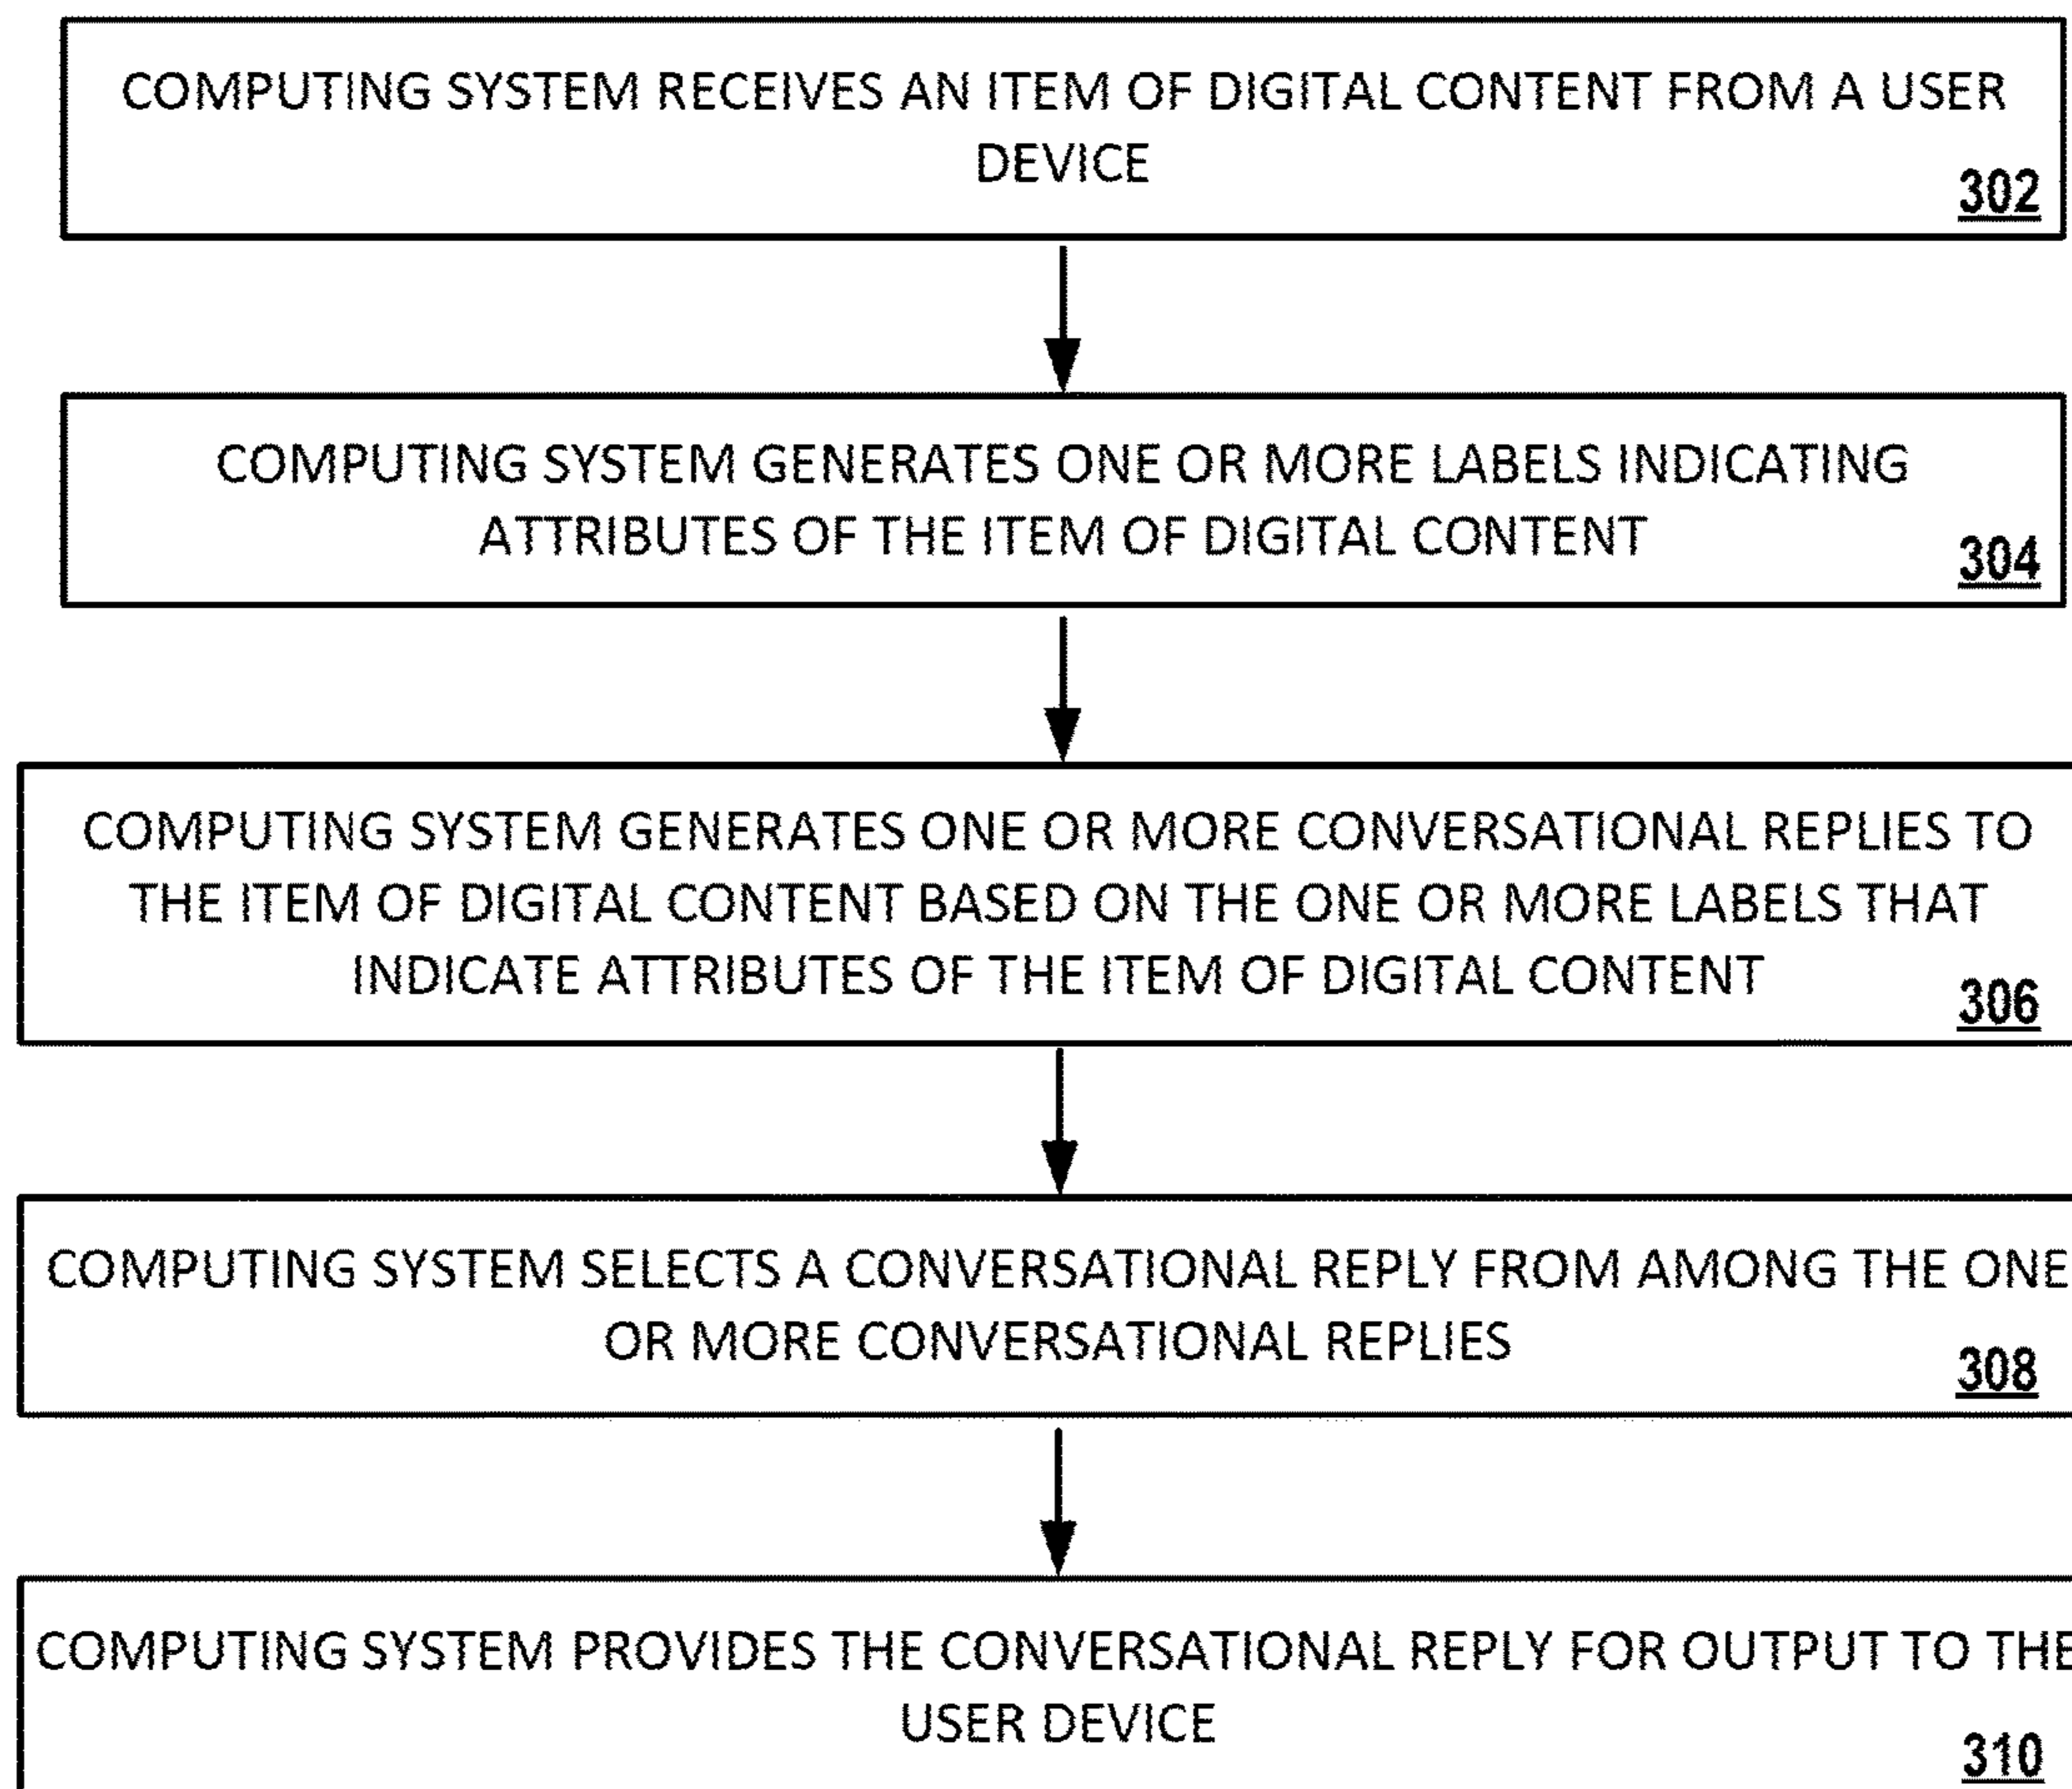 COMPUTING SYSTEM RECEIVES AN ITEM OF DIGITAL CONTENT FROM A USER
DEVICE
302
COMPUTING SYSTEM GENERATES ONE OR MORE LABELS INDICATING
ATTRIBUTES OF THE ITEM OF DIGITAL CONTENT
304
COMPUTING SYSTEM GENERATES ONE OR MORE CONVERSATIONAL REPLIES TO
THE ITEM OF DIGITAL CONTENT BASED ON THE ONE OR MORE LABELS THAT
INDICATE ATTRIBUTES OF THE ITEM OF DIGITAL CONTENT
306
COMPUTING SYSTEM SELECTS A CONVERSATIONAL REPLY FROM AMONG THE ONE
OR MORE CONVERSATIONAL REPLIES
308
COMPUTING SYSTEM PROVIDES THE CONVERSATIONAL REPLY FOR OUTPUT TO THE
USER DEVICE
310